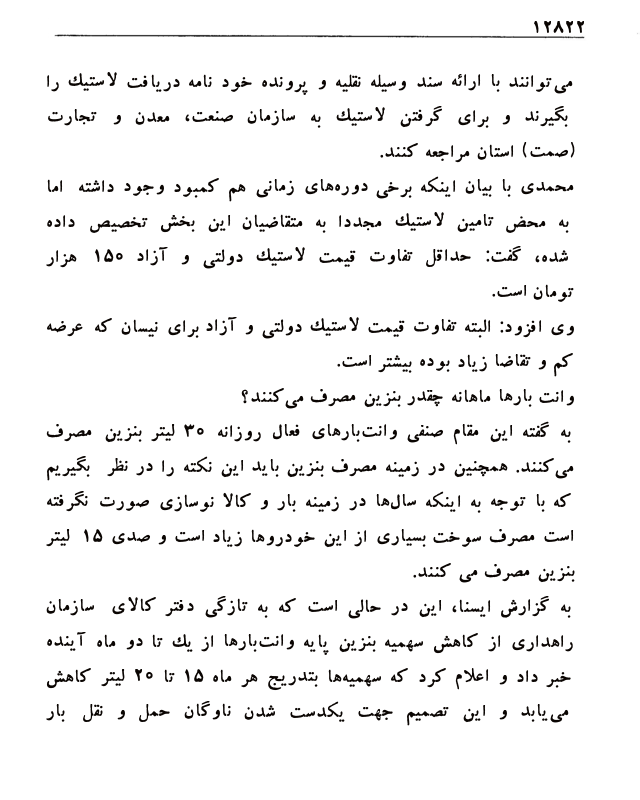 ۱۲۸۲۲
می‌توانند با ارائه سند وسیله نقلیه و پرونده خود نامه دریافت لاستیك را
بگیرند و برای گرفتن لاستیك به سازمان صنعت، معدن و تجارت
(صمت) استان مراجعه کنند.
محمدی با بیان اینکه برخی دوره‌های زمانی هم کمبود وجود داشته اما
به محض تامین لاستیك مجددا به متقاضیان این بخش تخصیص داده
شده، گفت: حداقل تفاوت قیمت لاستیك دولتی و آزاد ۱۵۰ هزار
تومان است.
وی افزود: البته تفاوت قیمت لاستیك دولتی و آزاد برای نیسان که عرضه
کم و تقاضا زیاد بوده بیشتر است.
وانت بارها ماهانه چقدر بنزین مصرف می‌کنند؟
به گفته این مقام صنفی وانت‌بارهای فعال روزانه ۳۰ لیتر بنزین مصرف
می‌کنند. همچنین در زمینه مصرف بنزین باید این نکته را در نظر بگیریم
که با توجه به اینکه سال‌ها در زمینه بار و کالا نوسازی صورت نگرفته
است مصرف سوخت بسیاری از این خودروها زیاد است و صدی ۱۵ لیتر
بنزین مصرف می کنند.
به گزارش ایسنا، این در حالی است که به تازگی دفتر کالای سازمان
راهداری از کاهش سهمیه بنزین پایه وانت‌بارها از یك تا دو ماه آینده
خبر داد و اعلام کرد که سهمیه‌ها بتدریج هر ماه ۱۵ تا ۲۰ لیتر کاهش
می‌یابد و این تصمیم جهت یکدست شدن ناوگان حمل و نقل بار